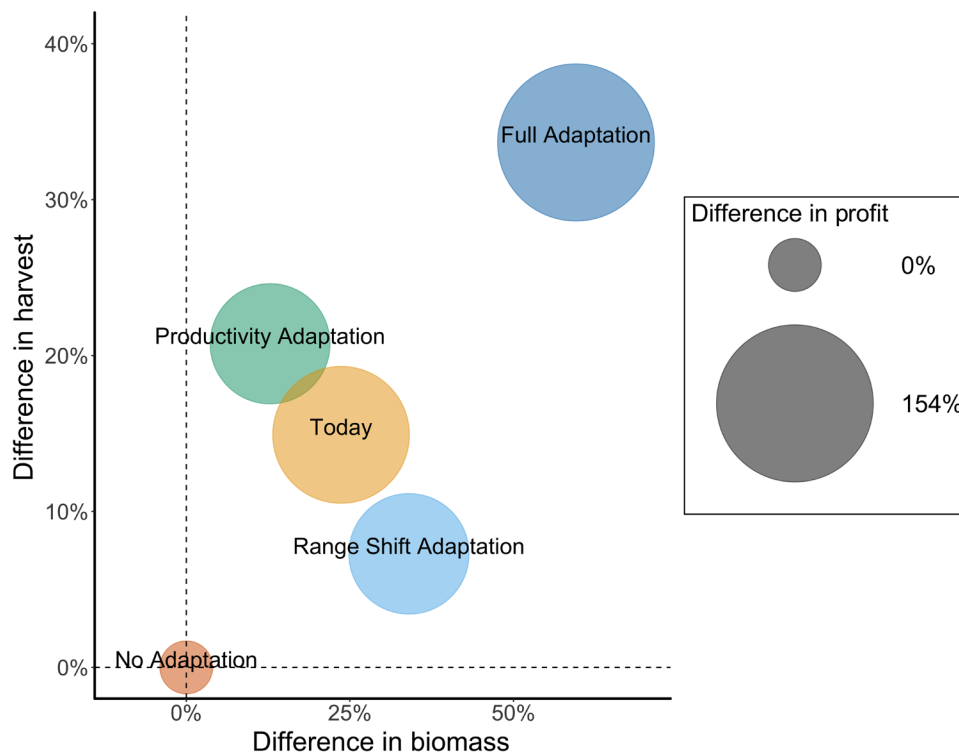 40%
30%
20%
10%
0%
Difference in harvest
Full Adaptation
Productivity Adaptation
Today
Range Shift Adaptation
No Adaptation
0%
25%
50%
Difference in biomass
Difference in profit
0%
154%